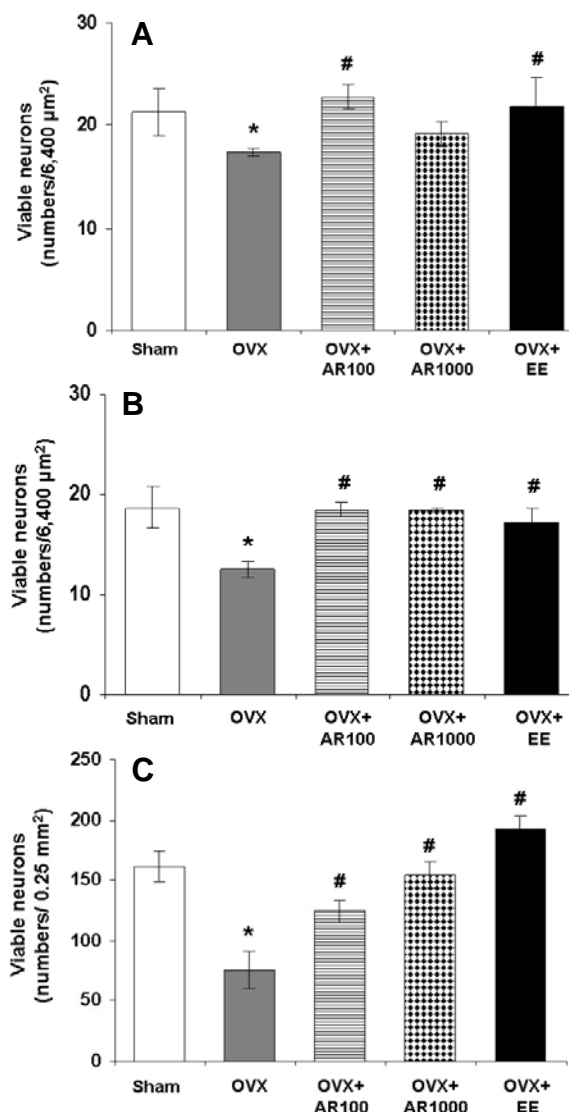 A
Viable neurons
(numbers/6,400 µm²)
30
20
10
0
*
#
#
Sham
OVX
OVX+
AR100
OVX+
AR1000
OVX+
EE
B
Viable neurons
(numbers/6,400 µm²)
30
20
10
0
*
#
#
#
Sham
OVX
OVX+
AR100
OVX+
AR1000
OVX+
EE
C
Viable neurons
(numbers/ 0.25 mm²)
250
200
150
100
50
0
*
#
#
#
Sham
OVX
OVX+
AR100
OVX+
AR1000
OVX+
EE